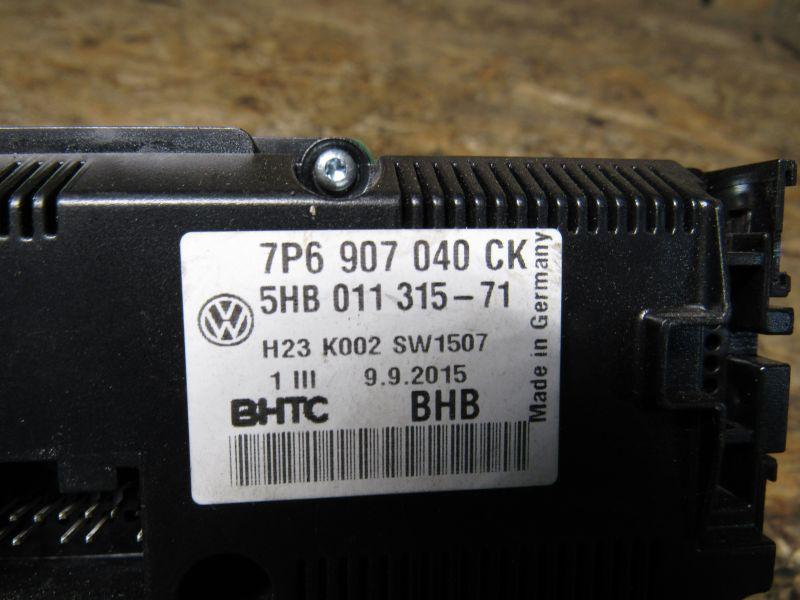 7P6 907 040 CK
5HB 011 315-71
H23 K002 SW1507
1 III 9.9.2015
BHTC BHB
Made in Germany